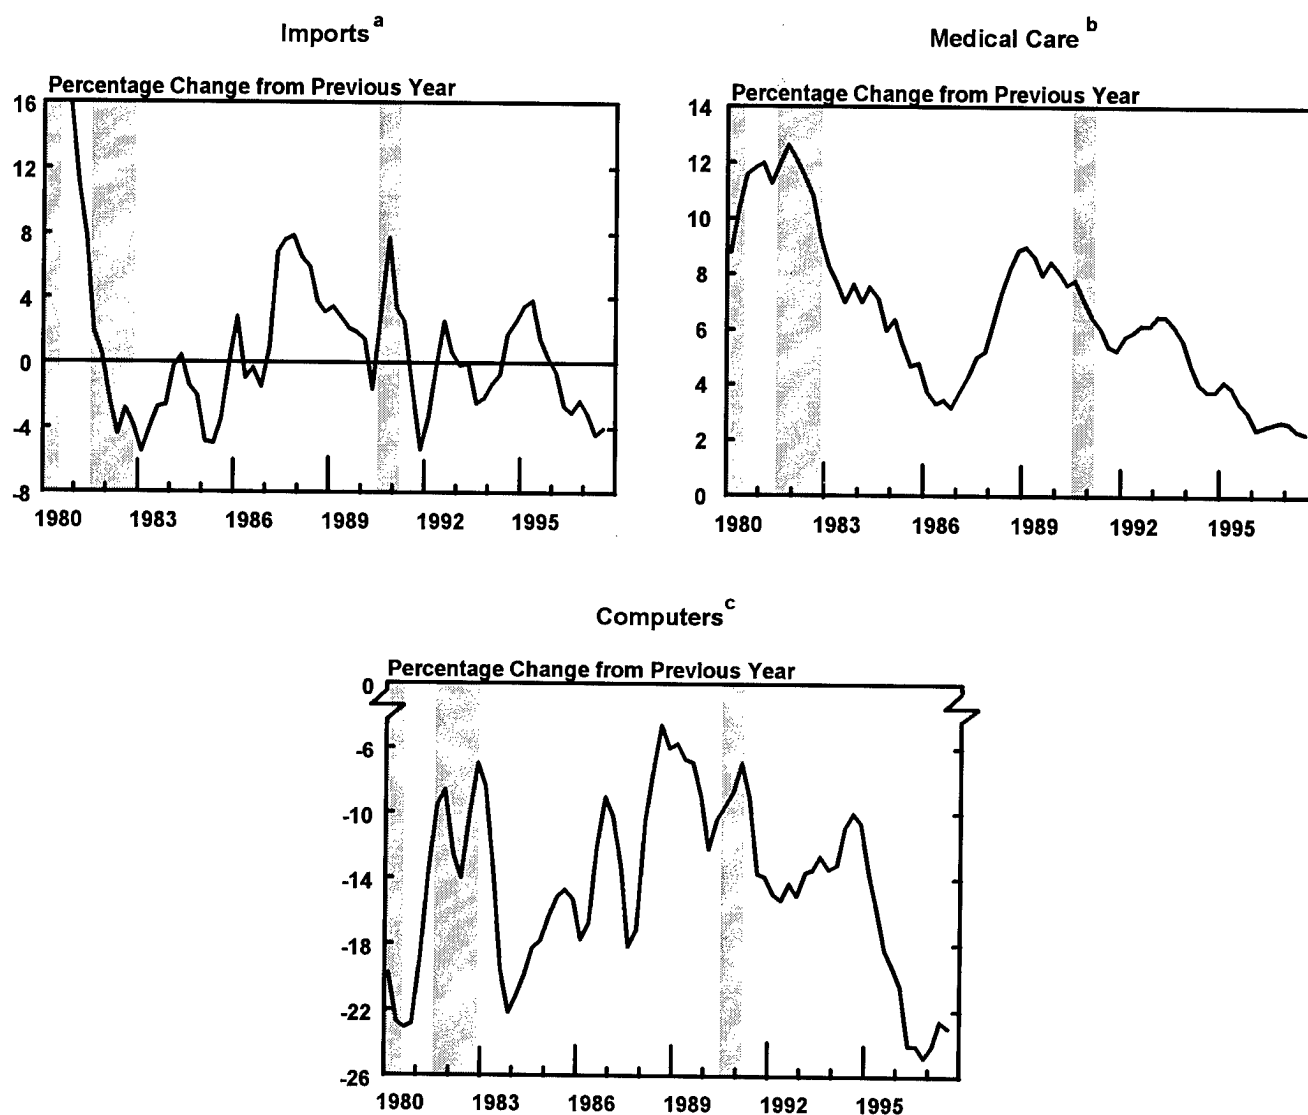 Imports a
Percentage Change from Previous Year
16
12
8
4
0
-4
-8
1980 1983 1986 1989 1992 1995
Medical Care b
Percentage Change from Previous Year
14
12
10
8
6
4
2
0
1980 1983 1986 1989 1992 1995
Computers c
Percentage Change from Previous Year
0
-6
-10
-14
-18
-22
-26
1980 1983 1986 1989 1992 1995